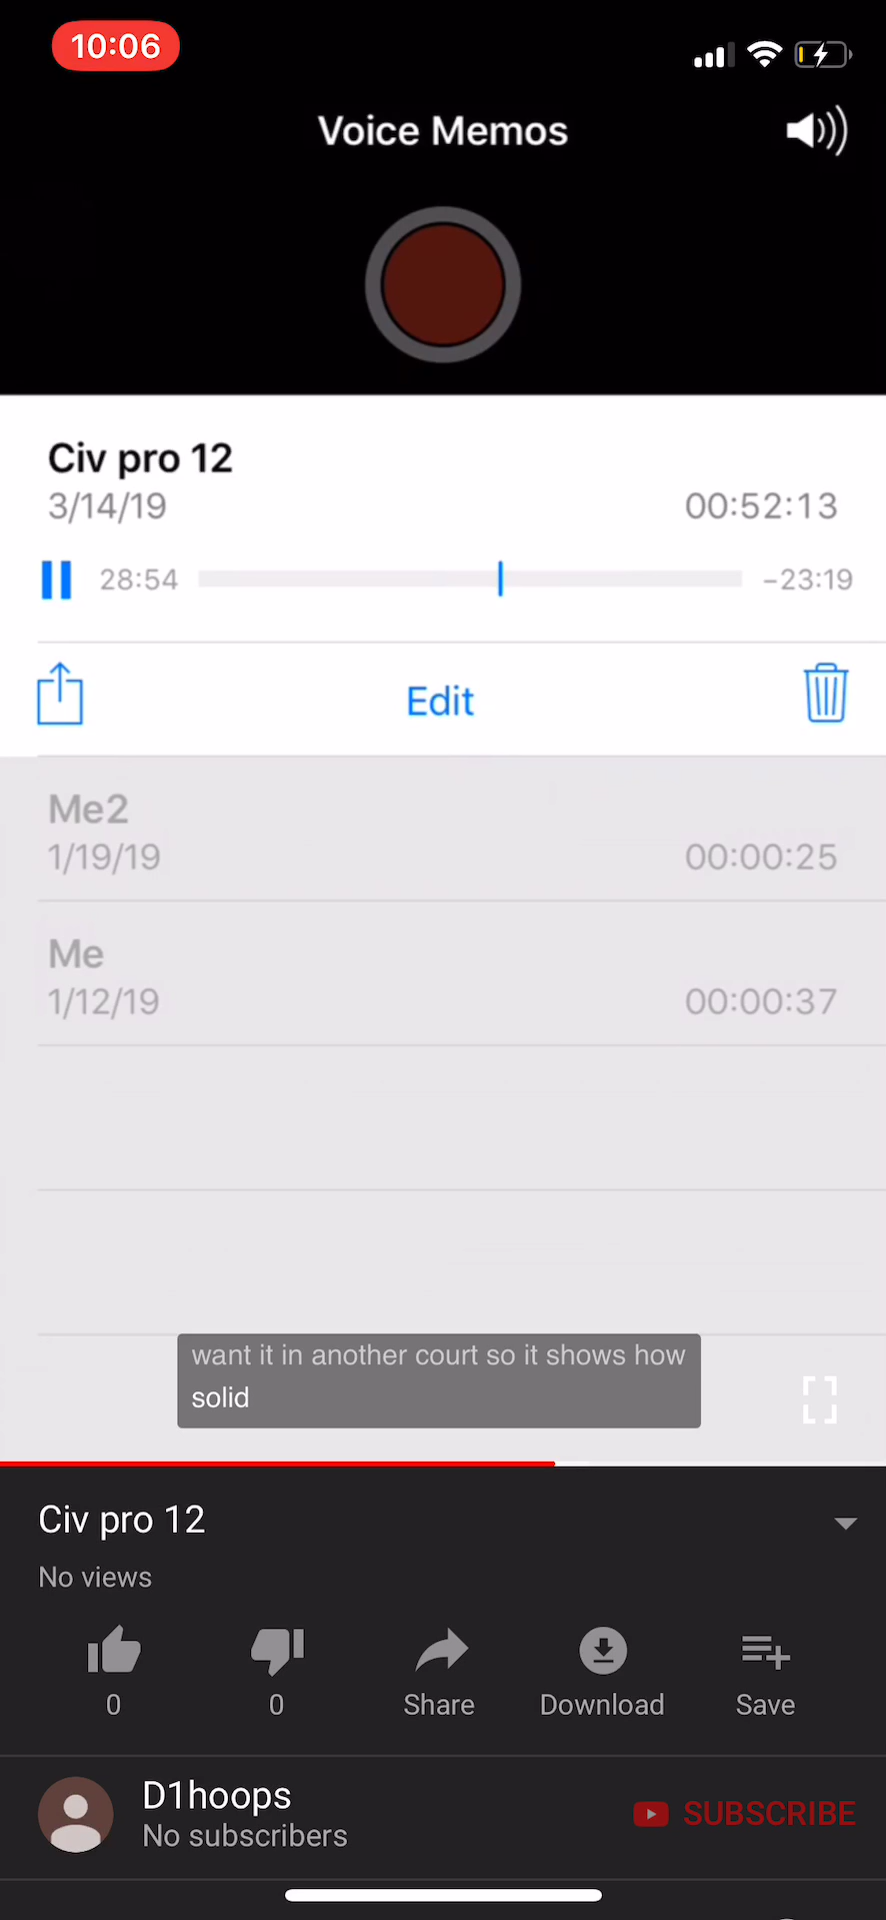 10:06
Voice Memos
Civ pro 12
3/14/19 00:52:13
28:54 -23:19
Edit
Me2
1/19/19 00:00:25
Me
1/12/19 00:00:37
want it in another court so it shows how
solid
Civ pro 12
No views
0 0 Share Download Save
D1hoops
No subscribers
SUBSCRIBE